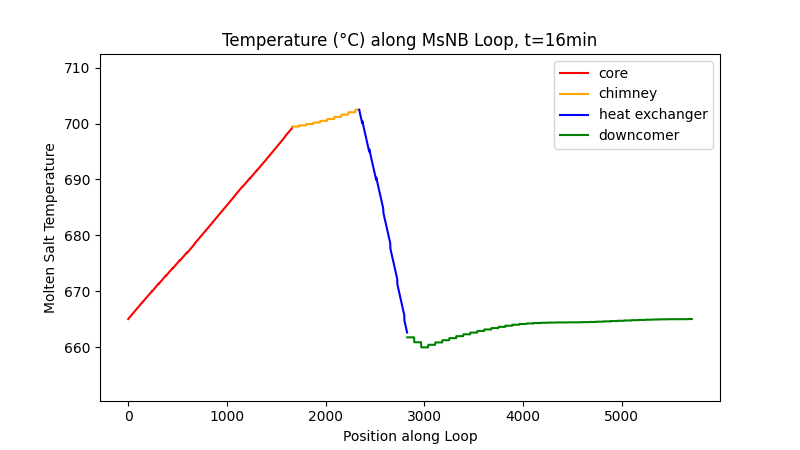 Temperature (°C) along MsNB Loop, t=16min
710
700
690
680
670
660
Molten Salt Temperature
core
chimney
heat exchanger
downcomer
0
1000
2000
3000
4000
5000
Position along Loop